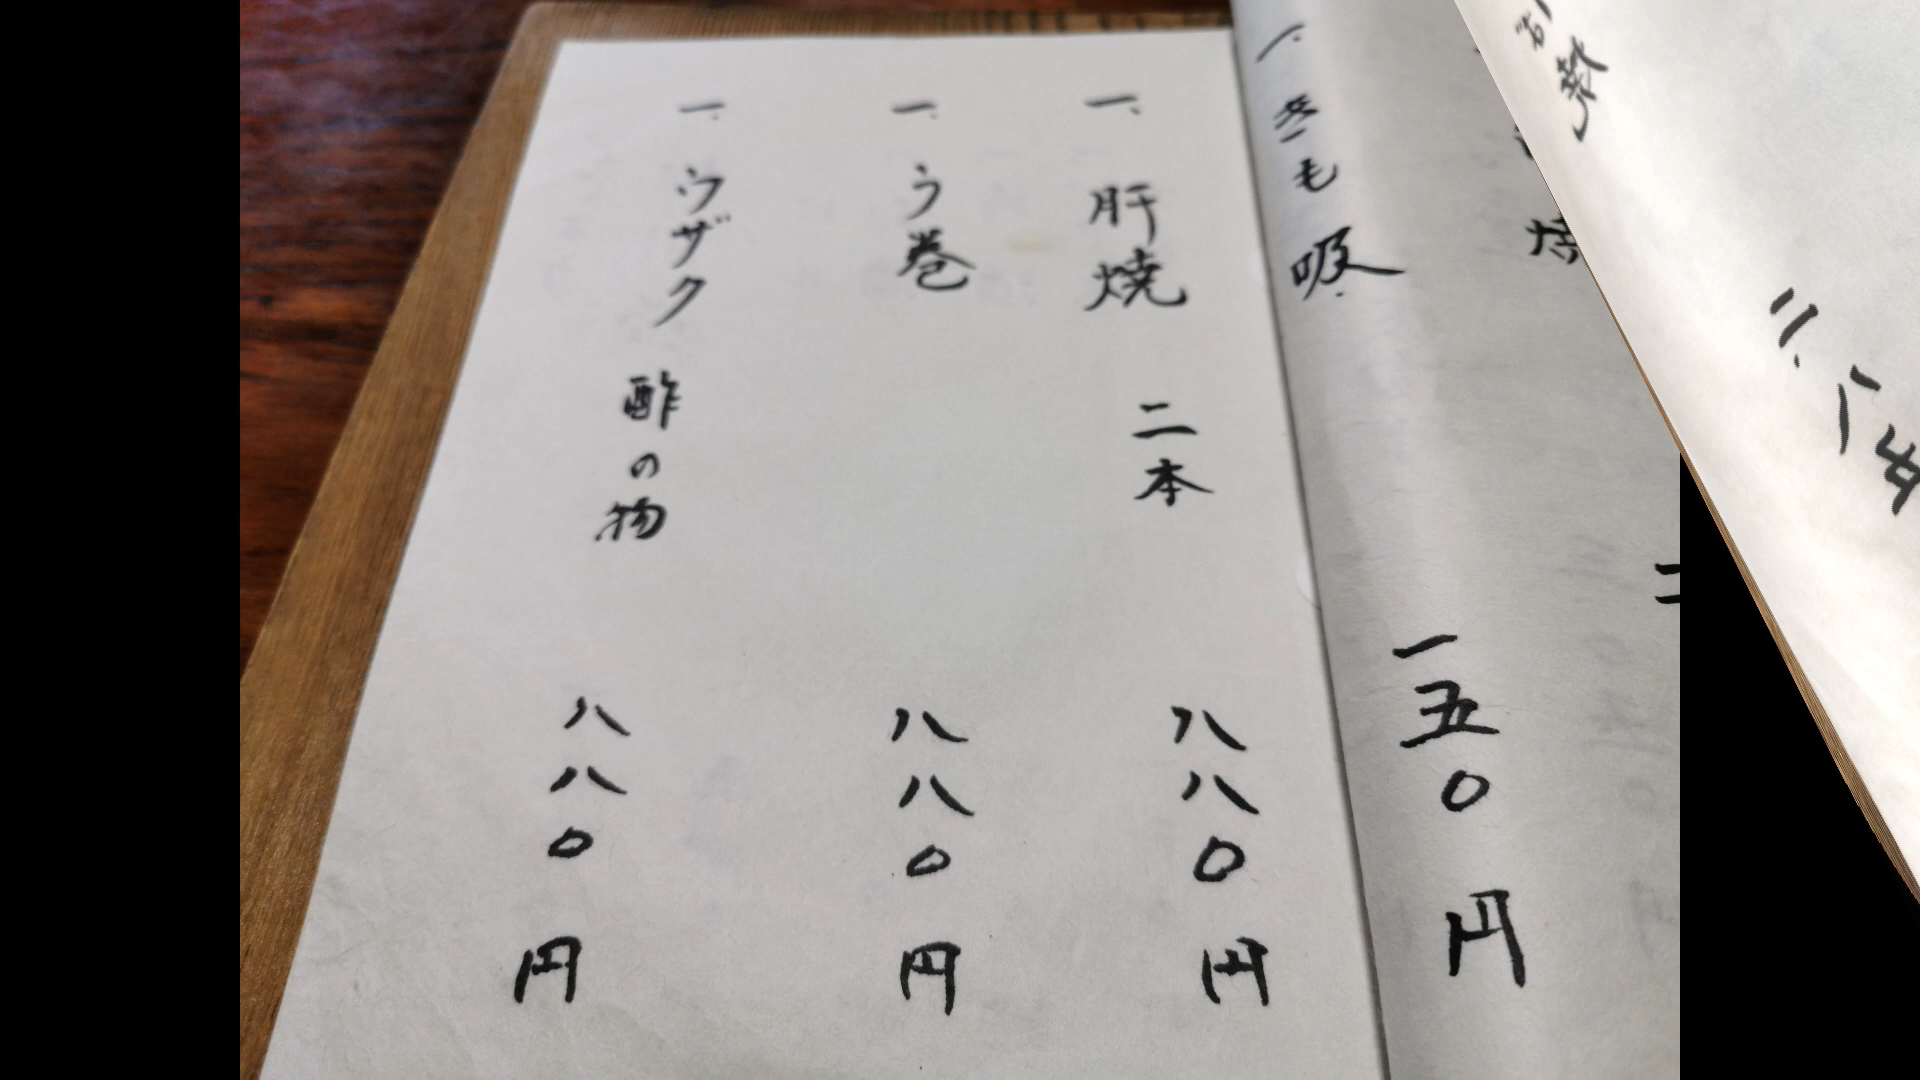 一、きも吸 一五〇円
一、肝焼 二本 八八〇円
一、う巻 八八〇円
一、ウザク 酢の物 八八〇円